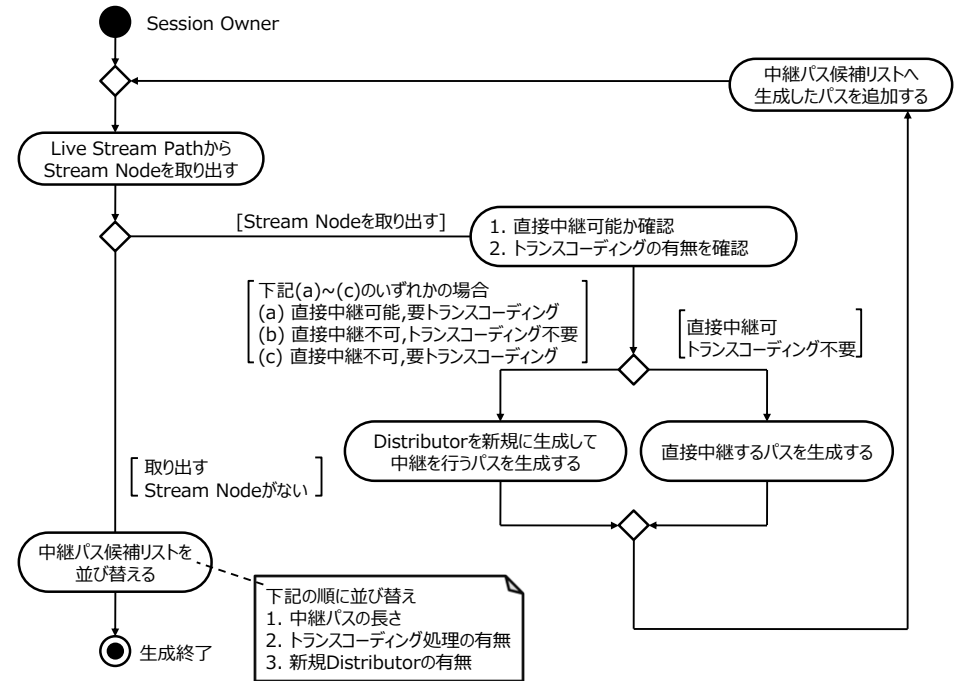 Session Owner
中継パス候補リストへ
生成したパスを追加する
Live Stream Pathから
Stream Nodeを取り出す
[Stream Nodeを取り出す]
1. 直接中継可能か確認
2. トランスコーディングの有無を確認
下記(a)~(c)のいずれかの場合
(a) 直接中継可能,要トランスコーディング
(b) 直接中継不可,トランスコーディング不要
(c) 直接中継不可,要トランスコーディング
直接中継可
トランスコーディング不要
Distributorを新規に生成して
中継を行うパスを生成する
直接中継するパスを生成する
取り出す
Stream Nodeがない
中継パス候補リストを
並び替える
下記の順に並び替え
1. 中継パスの長さ
2. トランスコーディング処理の有無
3. 新規Distributorの有無
生成終了